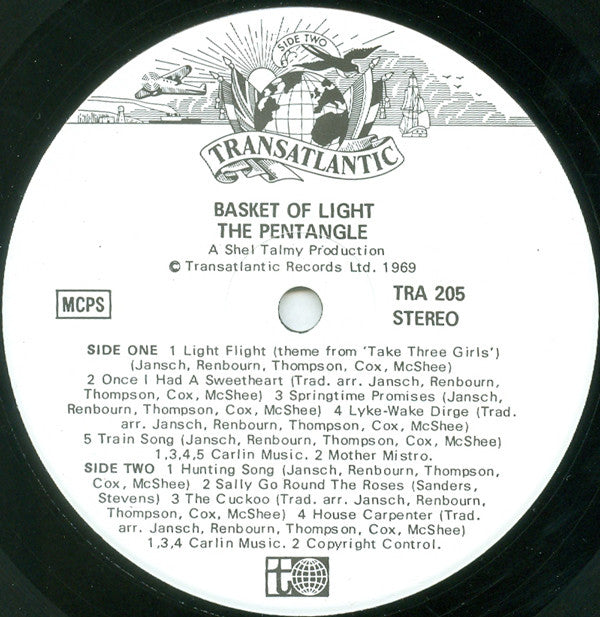 SIDE TWO
TRANSATLANTIC
BASKET OF LIGHT
THE PENTANGLE
A Shel Talmy Production
© Transatlantic Records Ltd. 1969
MCPS
TRA 205
STEREO
SIDE ONE 1 Light Flight (theme from 'Take Three Girls')
(Jansch, Renbourn, Thompson, Cox, McShee)
2 Once I Had A Sweetheart (Trad. arr. Jansch, Renbourn,
Thompson, Cox, McShee) 3 Springtime Promises (Jansch,
Renbourn, Thompson, Cox, McShee) 4 Lyke-Wake Dirge (Trad.
arr. Jansch, Renbourn, Thompson, Cox, McShee)
5 Train Song (Jansch, Renbourn, Thompson, Cox, McShee)
1,3,4,5 Carlin Music. 2 Mother Mistro.
SIDE TWO 1 Hunting Song (Jansch, Renbourn, Thompson,
Cox, McShee) 2 Sally Go Round The Roses (Sanders,
Stevens) 3 The Cuckoo (Trad. arr. Jansch, Renbourn,
Thompson, Cox, McShee) 4 House Carpenter (Trad.
arr. Jansch, Renbourn, Thompson, Cox, McShee)
1,3,4 Carlin Music. 2 Copyright Control.
t